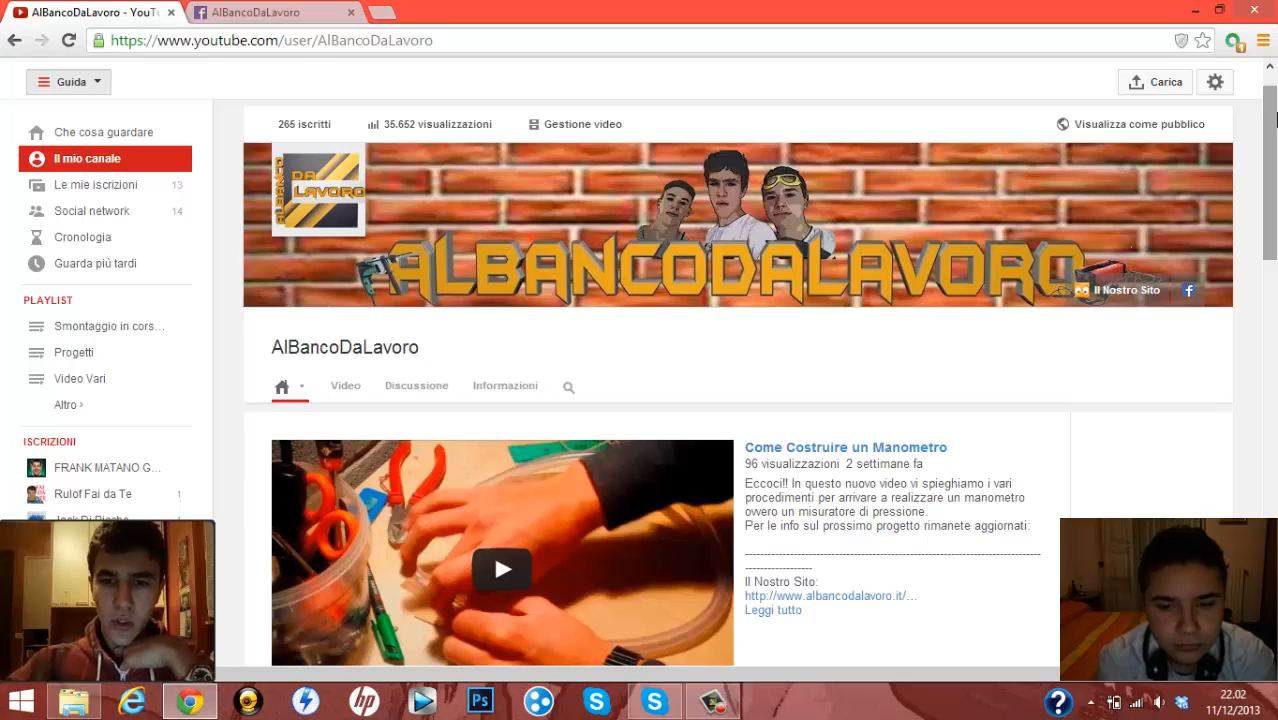 AlBancoDaLavoro - YouTu
AlBancoDaLavoro
https://www.youtube.com/user/AlBancoDaLavoro
Guida
Carica
Che cosa guardare
Il mio canale
Le mie iscrizioni 13
Social network 14
Cronologia
Guarda più tardi
PLAYLIST
Smontaggio in cors...
Progetti
Video Vari
Altro ›
ISCRIZIONI
FRANK MATANO G...
Rulof Fai da Te 1
265 iscritti
35.652 visualizzazioni
Gestione video
Visualizza come pubblico
DA
LAVORO
ALBANCODALAVORO
Il Nostro Sito
AlBancoDaLavoro
Video
Discussione
Informazioni
Come Costruire un Manometro
96 visualizzazioni 2 settimane fa
Eccoci!! In questo nuovo video vi spieghiamo i vari
procedimenti per arrivare a realizzare un manometro
ovvero un misuratore di pressione.
Per le info sul prossimo progetto rimanete aggiornati:
Il Nostro Sito:
http://www.albancodalavoro.it/...
Leggi tutto
hp
Ps
22.02
11/12/2013